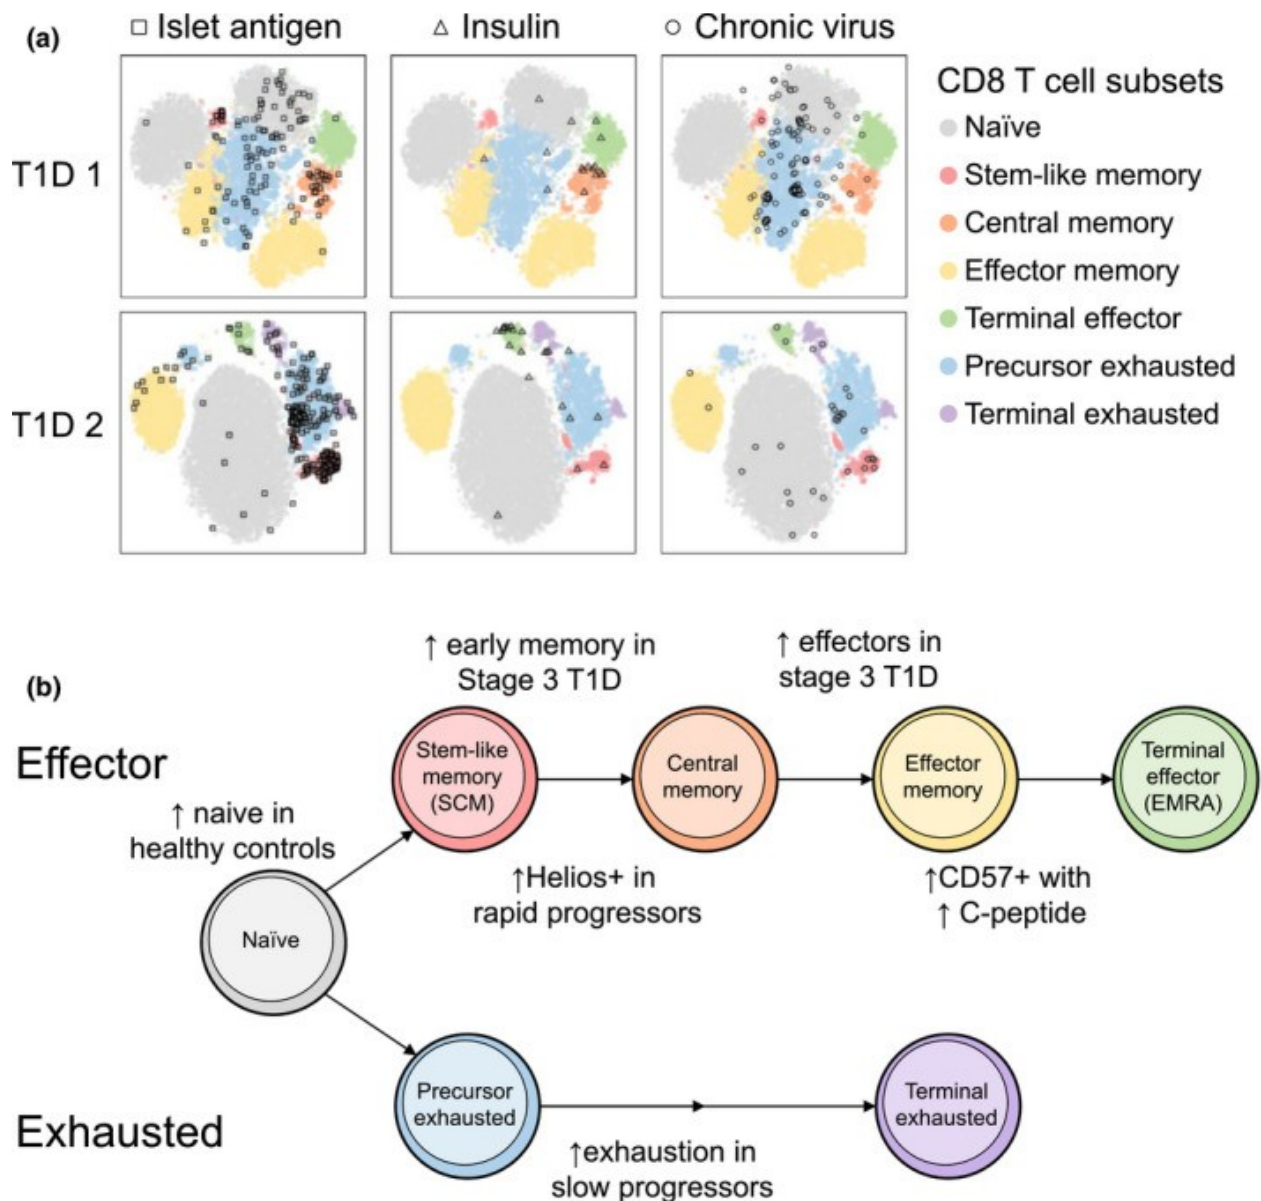 (a)
□ Islet antigen
△ Insulin
○ Chronic virus
T1D 1
T1D 2
CD8 T cell subsets
Naïve
Stem-like memory
Central memory
Effector memory
Terminal effector
Precursor exhausted
Terminal exhausted
(b)
↑ early memory in
Stage 3 T1D
↑ effectors in
stage 3 T1D
Effector
Stem-like
memory
(SCM)
Central
memory
Effector
memory
Terminal
effector
(EMRA)
↑ naive in
healthy controls
↑Helios+ in
rapid progressors
↑CD57+ with
↑ C-peptide
Naïve
Exhausted
Precursor
exhausted
Terminal
exhausted
↑exhaustion in
slow progressors